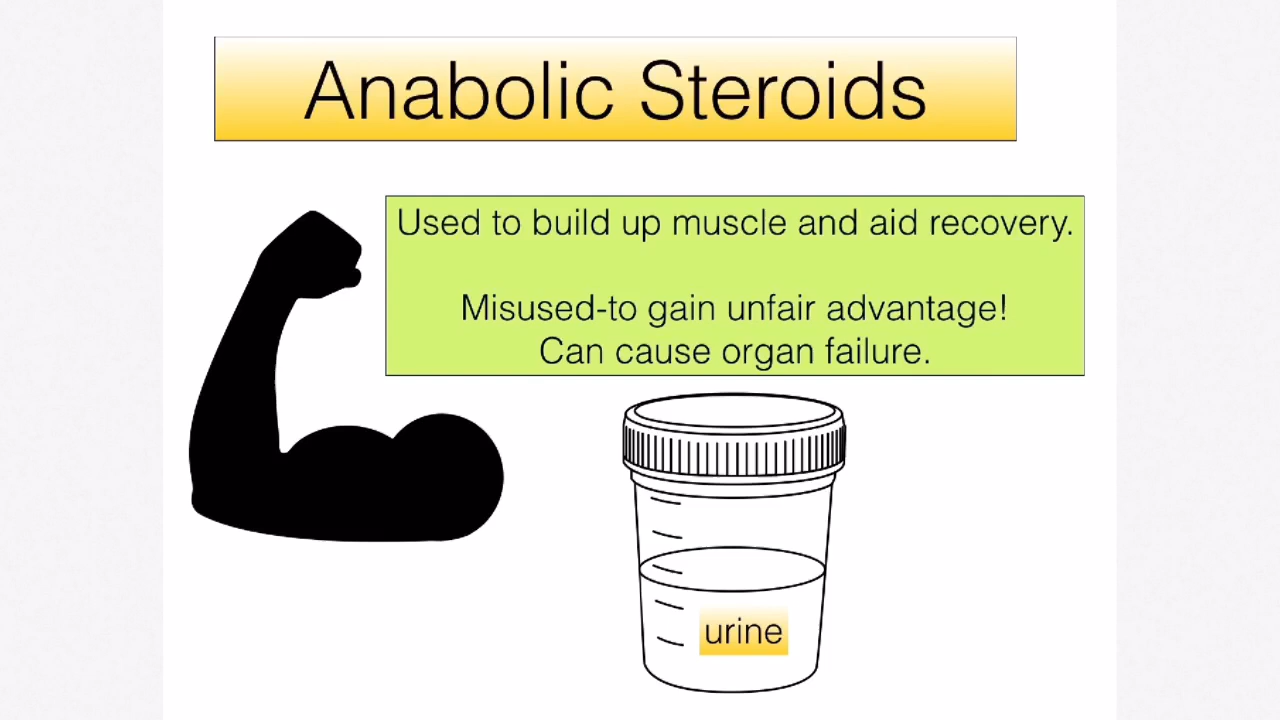 Anabolic Steroids
Used to build up muscle and aid recovery.
Misused-to gain unfair advantage!
Can cause organ failure.
urine